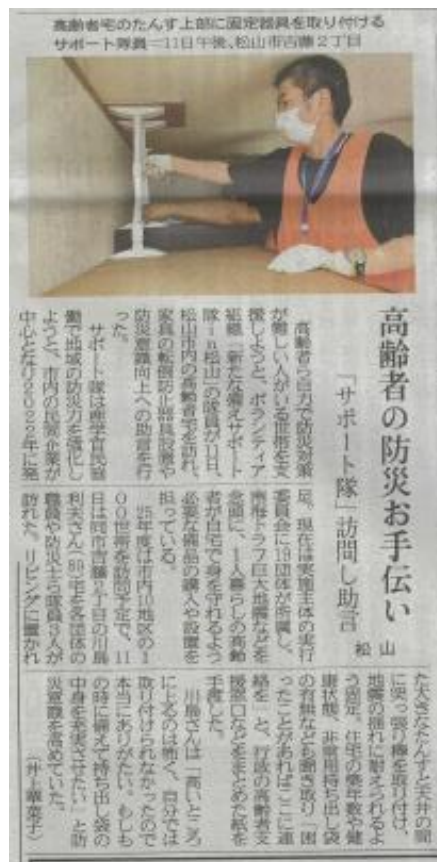 高齢者宅のたんす上部に固定器具を取り付ける
サポート隊員=11日午後、松山市吉藤2丁目
高齢者の防災お手伝い
「サポート隊」訪問し助言
松山
高齢者ら自力で防災対策
が難しい人がいる世帯を支
援しようと、ボランティア
組織「新たな備えサポート
隊in松山」の隊員が11日、
松山市内の高齢者宅を訪れ、
家具の転倒防止器具設置や
防災意識向上への助言を行
った。
サポート隊は産学官民協
働で地域の防災力を強化し
ようと、市内の民間企業が
中心となり2022年に発
足。現在は実施主体の実行
委員会に19団体が所属し、
南海トラフ巨大地震などを
念頭に、1人暮らしの高齢
者が自宅で身を守れるよう
必要な備品の購入や設置を
担っている。
25年度は市内10地区の1
00世帯を訪問予定で、11
日は同市吉藤2丁目の川島
利夫さん(89)宅を各団体の
職員や防災士ら隊員3人が
訪れた。リビングに置かれ
た大きなたんすと天井の間
に突っ張り棒を取り付け、
地震の揺れに耐えられるよ
う固定。住宅の築年数や健
康状態、非常用持ち出し袋
の有無なども聞き取り「困
ったことがあればここに連
絡を」と、行政の高齢者支
援窓口などをまとめた紙を
手渡した。
川島さんは「高いところ
に上るのは怖く、自分では
取り付けられなかったので
本当にありがたい。もしも
の時に備えて持ち出し袋の
中身を充実させたい」と防
災意識を高めていた。
(井上華菜子)